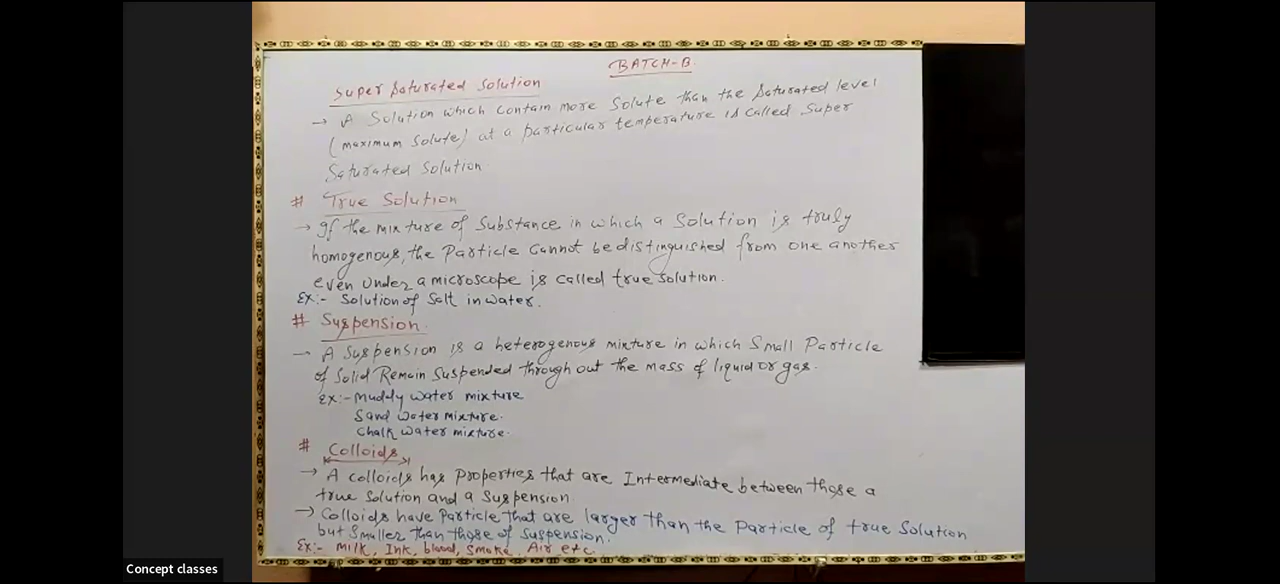 BATCH-B.
Super Saturated Solution
→ A Solution which contain more Solute than the Saturated level
(maximum Solute) at a particular temperature is called Super
Saturated Solution.
# True Solution
→ If the mixture of Substance in which a Solution is truly
homogenous, the Particle Cannot be distinguished from one another
even under a microscope is called true solution.
Ex:- Solution of Salt in water.
# Suspension.
→ A Suspension is a heterogenous mixture in which Small Particle
of Solid Remain Suspended through out the mass of liquid or gas.
Ex:- Muddy water mixture
Sand water mixture.
Chalk water mixture.
# Colloids
→ A colloids has Properties that are Intermediate between those a
true Solution and a Suspension
→ Colloids have Particle that are larger than the Particle of true Solution
but Smaller than those of Suspension.
Ex:- Milk, Ink, blood, Smoke, Air etc.
Concept classes